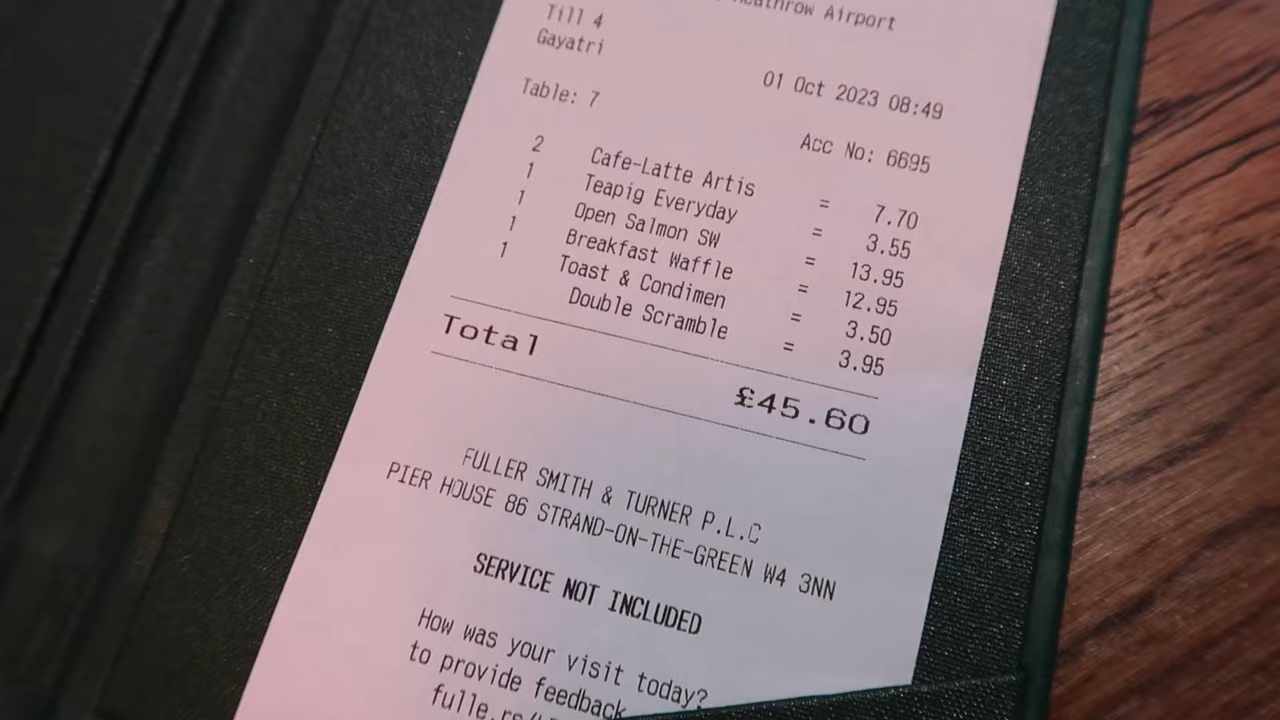 Heathrow Airport
Till 4
Gayatri
01 Oct 2023 08:49
Table: 7
Acc No: 6695
2 Cafe-Latte Artis = 7.70
1 Teapig Everyday = 3.55
1 Open Salmon SW = 13.95
1 Breakfast Waffle = 12.95
1 Toast & Condimen = 3.50
Double Scramble = 3.95
Total £45.60
FULLER SMITH & TURNER P.L.C
PIER HOUSE 86 STRAND-ON-THE-GREEN W4 3NN
SERVICE NOT INCLUDED
How was your visit today?
to provide feedback